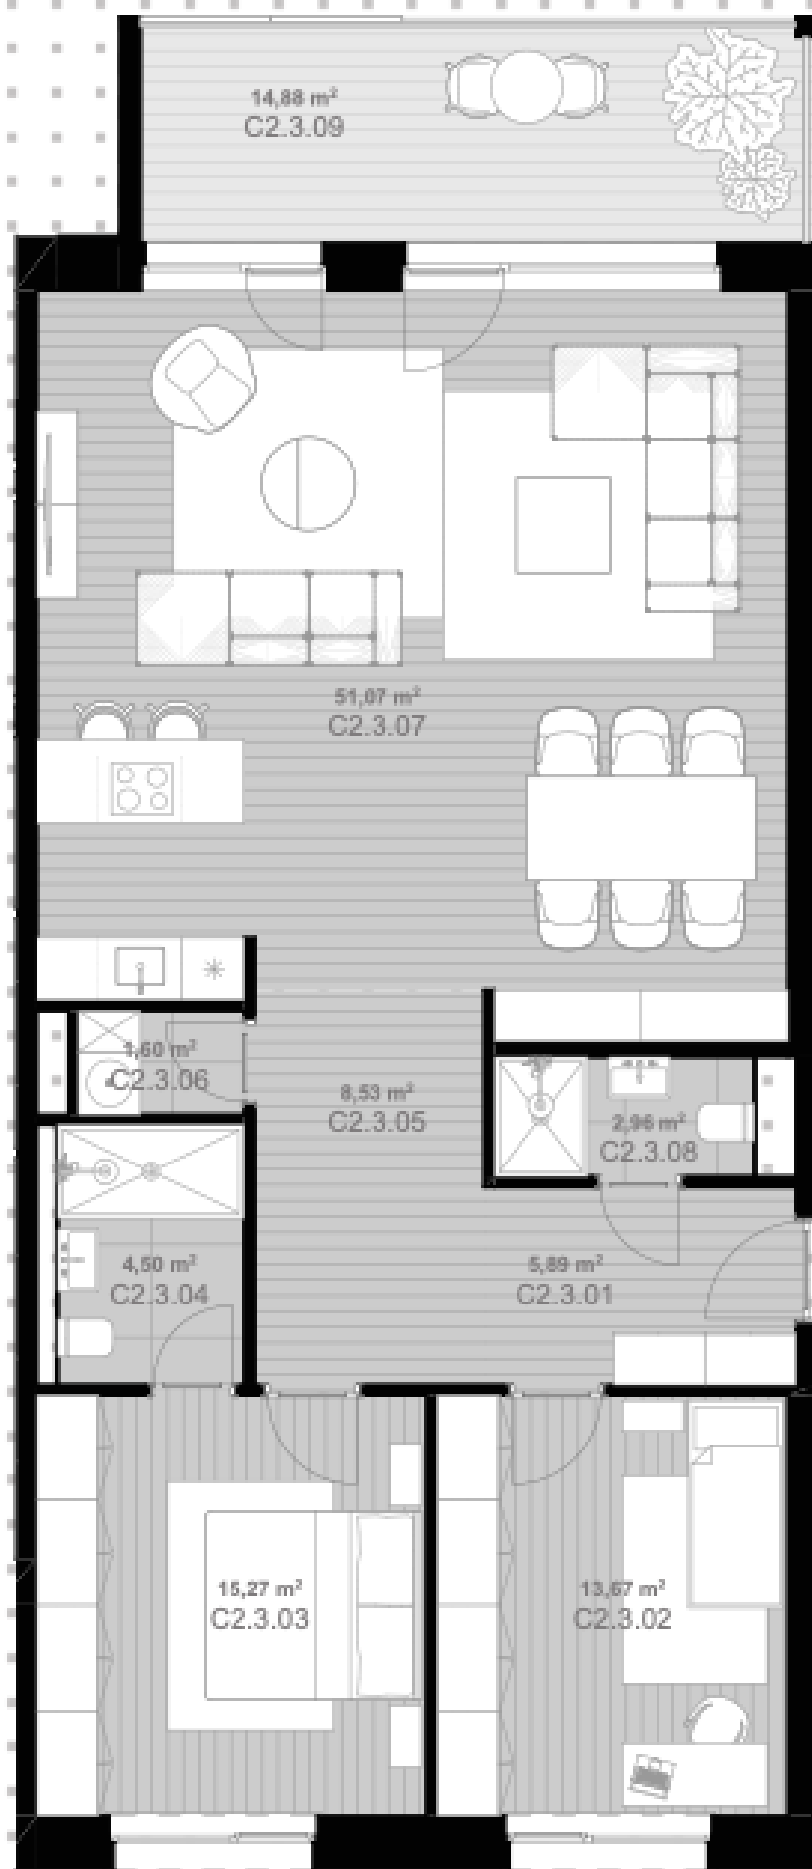 14,88 m²
C2.3.09
51,07 m²
C2.3.07
1,60 m²
C2.3.06
8,53 m²
C2.3.05
2,96 m²
C2.3.08
4,50 m²
C2.3.04
5,89 m²
C2.3.01
15,27 m²
C2.3.03
13,67 m²
C2.3.02